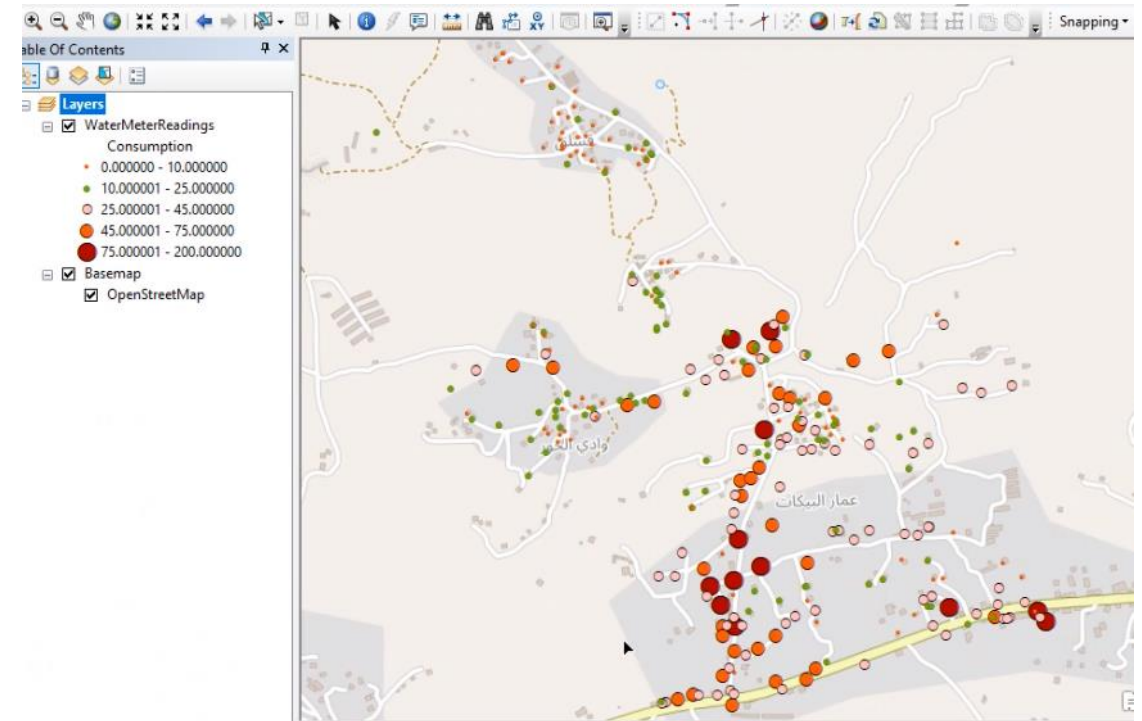 Snapping
able Of Contents
Layers
WaterMeterReadings
Consumption
0.000000 - 10.000000
10.000001 - 25.000000
25.000001 - 45.000000
45.000001 - 75.000000
75.000001 - 200.000000
Basemap
OpenStreetMap
وادي
عمار البيكات